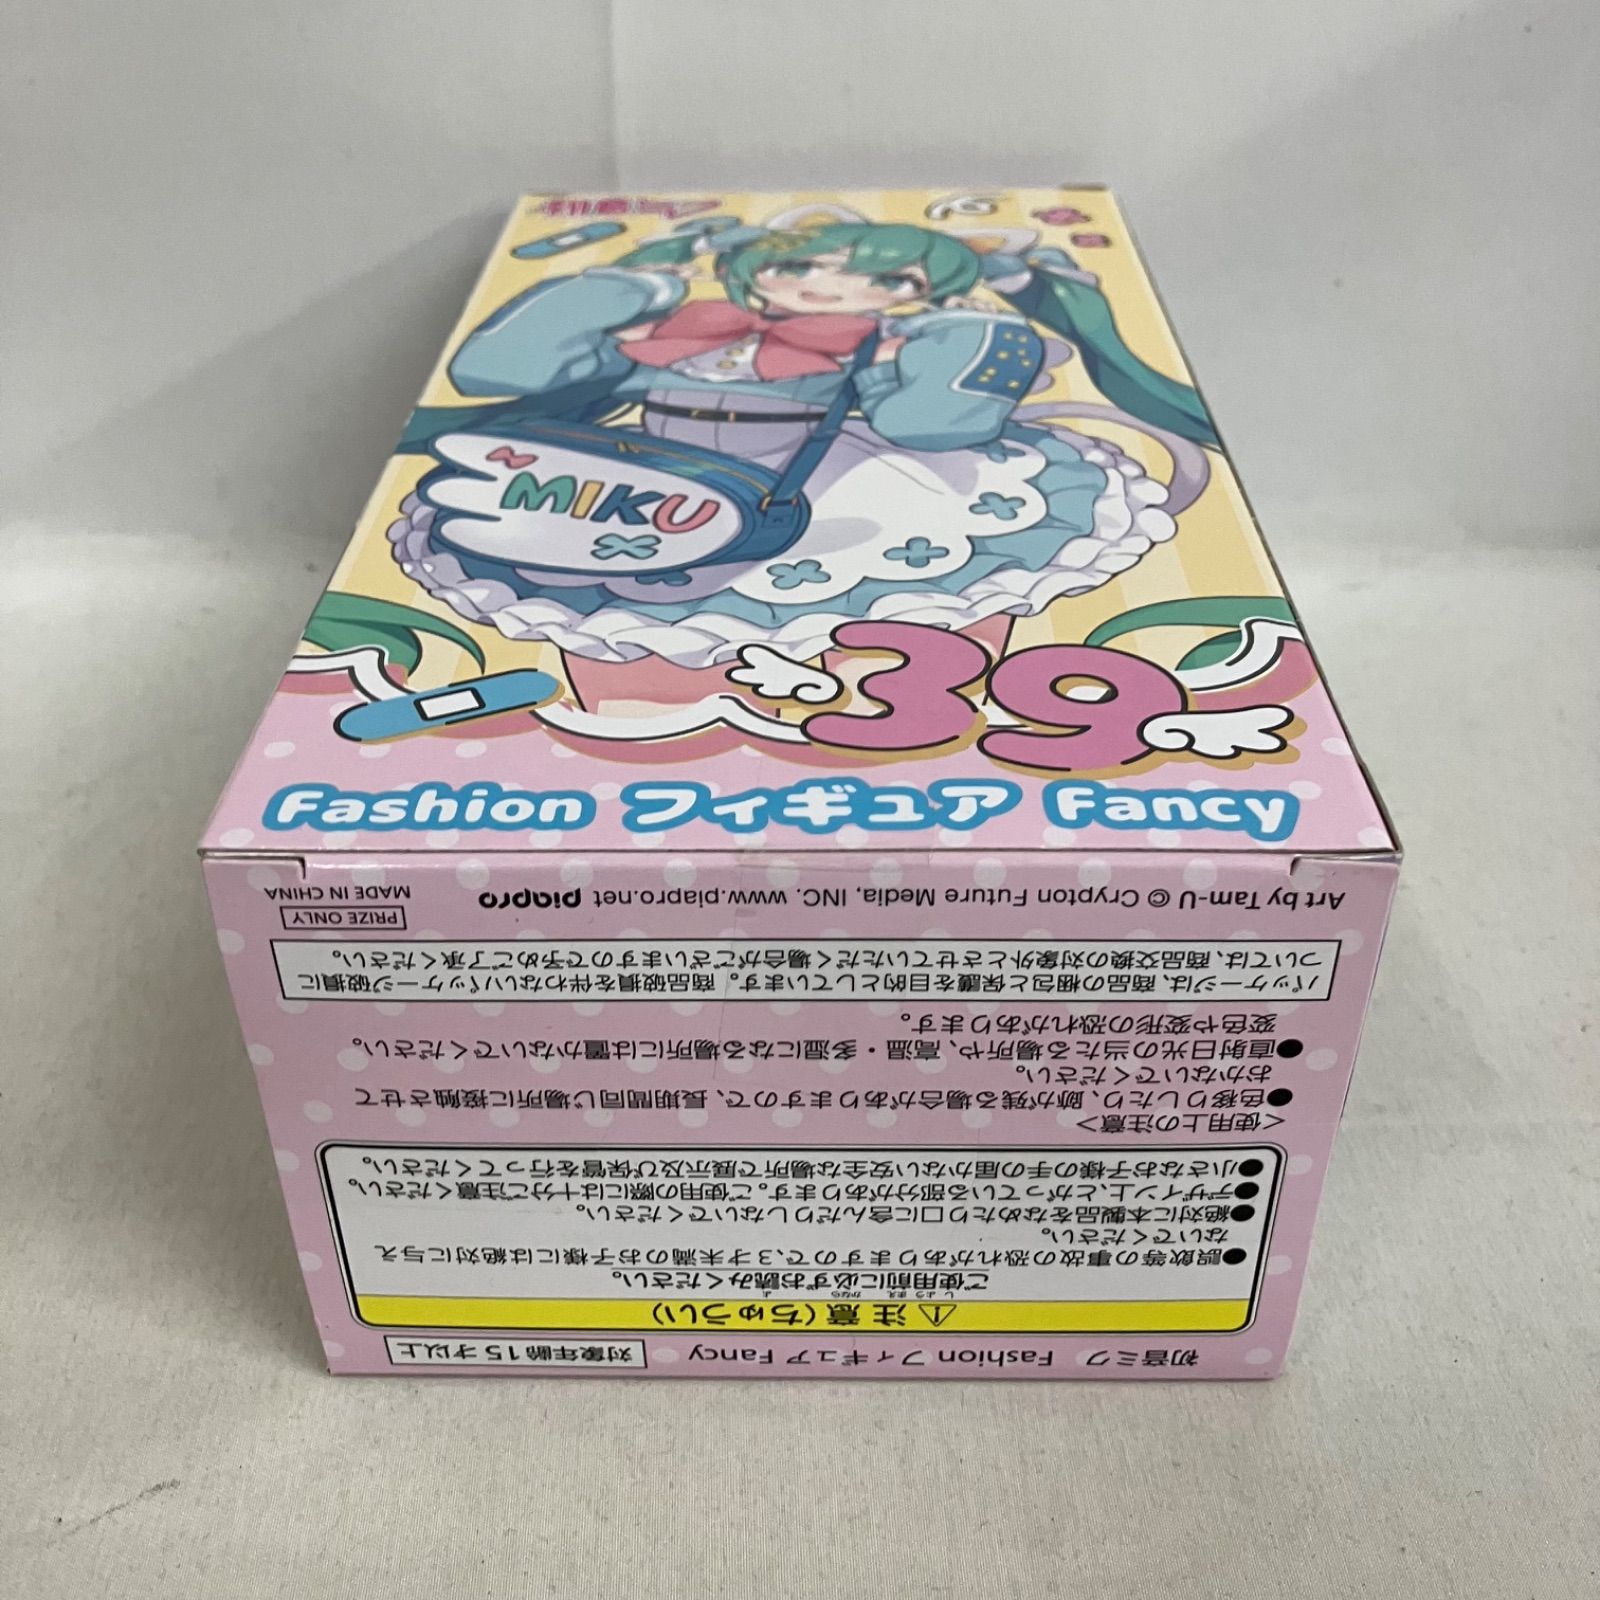 初音ミク
MIKU
39
Fashion フィギュア Fancy
初音ミク Fashion フィギュア Fancy
対象年齢15才以上
⚠注意(ちゅうい)
ご使用前に必ずお読みください。
●誤飲等の事故の恐れがありますので、3才未満のお子様には絶対に与え
ないでください。
●絶対に本製品をなめたり口に含んだりしないでください。
●デザイン上、とがっている部分があります。ご使用の際には十分ご注意ください。
●小さなお子様の手の届かない安全な場所で展示及び保管を行ってください。
<使用上の注意>
●色移りしたり、跡が残る場合がありますので、長期間同じ場所に接触させて
おかないでください。
●直射日光の当たる場所や、高温・多湿になる場所には置かないでください。
変色や変形の恐れがあります。
パッケージは、商品の梱包と保護を目的としています。商品破損を伴わないパッケージ破損に
ついては、商品交換の対象外とさせていただく場合がございますので予めご了承ください。
Art by Tam-U © Crypton Future Media, INC. www.piapro.net piapro
PRIZE ONLY
MADE IN CHINA